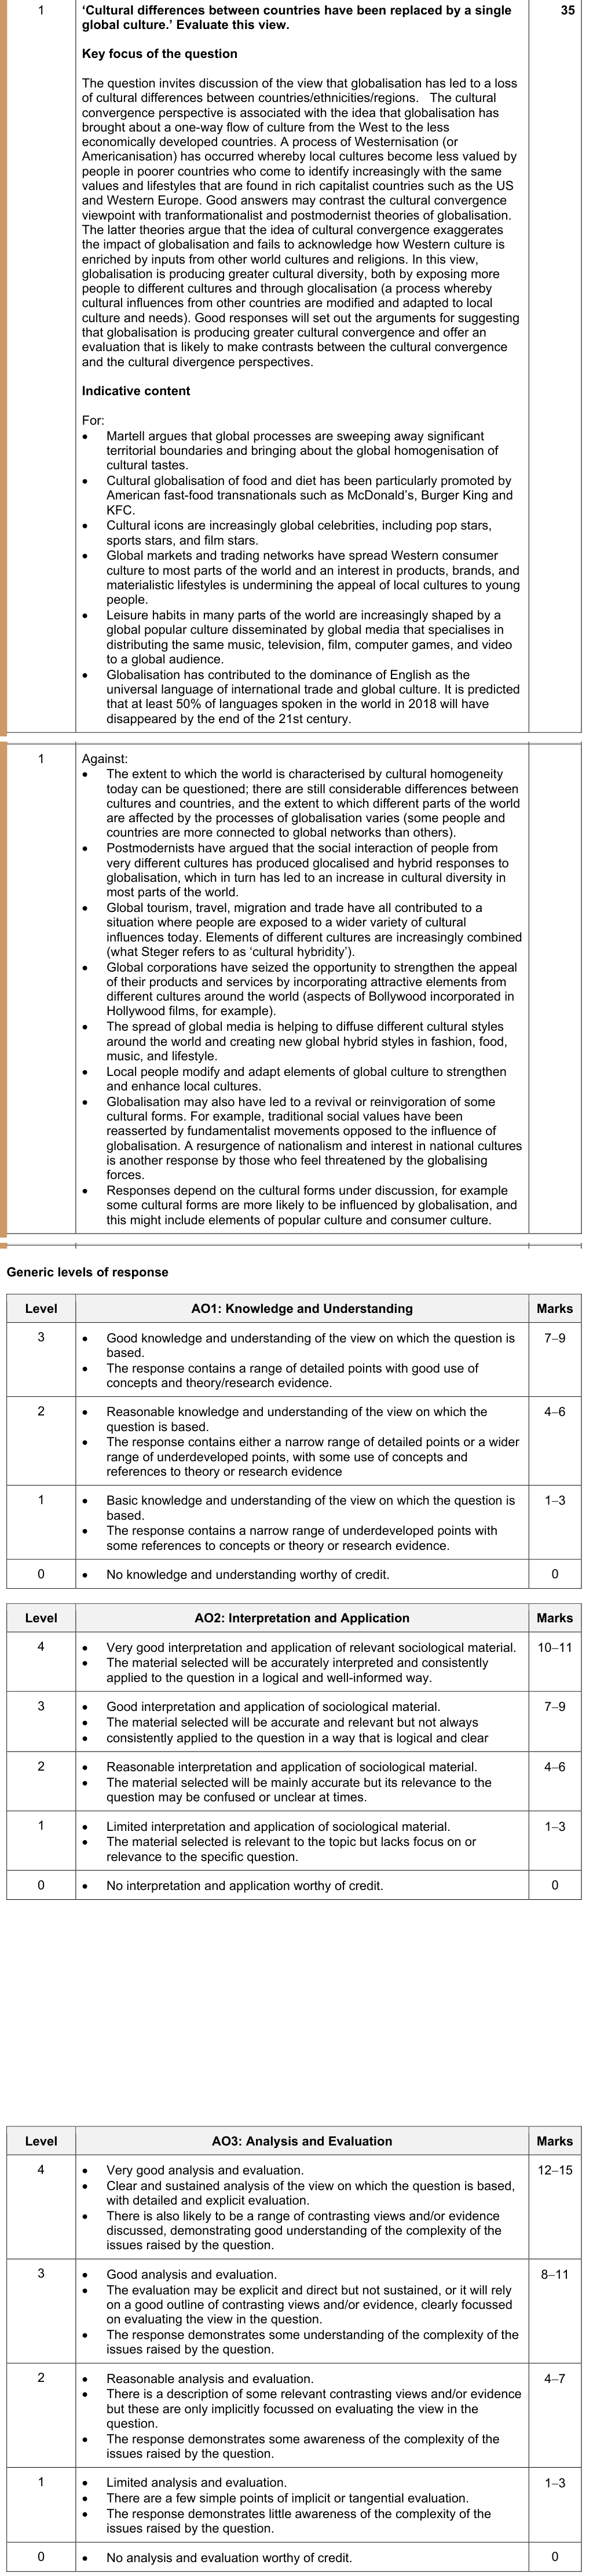 1
‘Cultural differences between countries have been replaced by a single
global culture.’ Evaluate this view.
35
Key focus of the question
The question invites discussion of the view that globalisation has led to a loss
of cultural differences between countries/ethnicities/regions. The cultural
convergence perspective is associated with the idea that globalisation has
brought about a one-way flow of culture from the West to the less
economically developed countries. A process of Westernisation (or
Americanisation) has occurred whereby local cultures become less valued by
people in poorer countries who come to identify increasingly with the same
values and lifestyles that are found in rich capitalist countries such as the US
and Western Europe. Good answers may contrast the cultural convergence
viewpoint with tranformationalist and postmodernist theories of globalisation.
The latter theories argue that the idea of cultural convergence exaggerates
the impact of globalisation and fails to acknowledge how Western culture is
enriched by inputs from other world cultures and religions. In this view,
globalisation is producing greater cultural diversity, both by exposing more
people to different cultures and through glocalisation (a process whereby
cultural influences from other countries are modified and adapted to local
culture and needs). Good responses will set out the arguments for suggesting
that globalisation is producing greater cultural convergence and offer an
evaluation that is likely to make contrasts between the cultural convergence
and the cultural divergence perspectives.
Indicative content
For:
• Martell argues that global processes are sweeping away significant
territorial boundaries and bringing about the global homogenisation of
cultural tastes.
• Cultural globalisation of food and diet has been particularly promoted by
American fast-food transnationals such as McDonald’s, Burger King and
KFC.
• Cultural icons are increasingly global celebrities, including pop stars,
sports stars, and film stars.
• Global markets and trading networks have spread Western consumer
culture to most parts of the world and an interest in products, brands, and
materialistic lifestyles is undermining the appeal of local cultures to young
people.
• Leisure habits in many parts of the world are increasingly shaped by a
global popular culture disseminated by global media that specialises in
distributing the same music, television, film, computer games, and video
to a global audience.
• Globalisation has contributed to the dominance of English as the
universal language of international trade and global culture. It is predicted
that at least 50% of languages spoken in the world in 2018 will have
disappeared by the end of the 21st century.
1
Against:
• The extent to which the world is characterised by cultural homogeneity
today can be questioned; there are still considerable differences between
cultures and countries, and the extent to which different parts of the world
are affected by the processes of globalisation varies (some people and
countries are more connected to global networks than others).
• Postmodernists have argued that the social interaction of people from
very different cultures has produced glocalised and hybrid responses to
globalisation, which in turn has led to an increase in cultural diversity in
most parts of the world.
• Global tourism, travel, migration and trade have all contributed to a
situation where people are exposed to a wider variety of cultural
influences today. Elements of different cultures are increasingly combined
(what Steger refers to as ‘cultural hybridity’).
• Global corporations have seized the opportunity to strengthen the appeal
of their products and services by incorporating attractive elements from
different cultures around the world (aspects of Bollywood incorporated in
Hollywood films, for example).
• The spread of global media is helping to diffuse different cultural styles
around the world and creating new global hybrid styles in fashion, food,
music, and lifestyle.
• Local people modify and adapt elements of global culture to strengthen
and enhance local cultures.
• Globalisation may also have led to a revival or reinvigoration of some
cultural forms. For example, traditional social values have been
reasserted by fundamentalist movements opposed to the influence of
globalisation. A resurgence of nationalism and interest in national cultures
is another response by those who feel threatened by the globalising
forces.
• Responses depend on the cultural forms under discussion, for example
some cultural forms are more likely to be influenced by globalisation, and
this might include elements of popular culture and consumer culture.
Generic levels of response
Level AO1: Knowledge and Understanding Marks
3 • Good knowledge and understanding of the view on which the question is 7–9
based.
• The response contains a range of detailed points with good use of
concepts and theory/research evidence.
2 • Reasonable knowledge and understanding of the view on which the 4–6
question is based.
• The response contains either a narrow range of detailed points or a wider
range of underdeveloped points, with some use of concepts and
references to theory or research evidence
1 • Basic knowledge and understanding of the view on which the question is 1–3
based.
• The response contains a narrow range of underdeveloped points with
some references to concepts or theory or research evidence.
0 • No knowledge and understanding worthy of credit. 0
Level AO2: Interpretation and Application Marks
4 • Very good interpretation and application of relevant sociological material. 10–11
• The material selected will be accurately interpreted and consistently
applied to the question in a logical and well-informed way.
3 • Good interpretation and application of sociological material. 7–9
• The material selected will be accurate and relevant but not always
• consistently applied to the question in a way that is logical and clear
2 • Reasonable interpretation and application of sociological material. 4–6
• The material selected will be mainly accurate but its relevance to the
question may be confused or unclear at times.
1 • Limited interpretation and application of sociological material. 1–3
• The material selected is relevant to the topic but lacks focus on or
relevance to the specific question.
0 • No interpretation and application worthy of credit. 0
Level AO3: Analysis and Evaluation Marks
4 • Very good analysis and evaluation. 12–15
• Clear and sustained analysis of the view on which the question is based,
with detailed and explicit evaluation.
• There is also likely to be a range of contrasting views and/or evidence
discussed, demonstrating good understanding of the complexity of the
issues raised by the question.
3 • Good analysis and evaluation. 8–11
• The evaluation may be explicit and direct but not sustained, or it will rely
on a good outline of contrasting views and/or evidence, clearly focussed
on evaluating the view in the question.
• The response demonstrates some understanding of the complexity of the
issues raised by the question.
2 • Reasonable analysis and evaluation. 4–7
• There is a description of some relevant contrasting views and/or evidence
but these are only implicitly focussed on evaluating the view in the
question.
• The response demonstrates some awareness of the complexity of the
issues raised by the question.
1 • Limited analysis and evaluation. 1–3
• There are a few simple points of implicit or tangential evaluation.
• The response demonstrates little awareness of the complexity of the
issues raised by the question.
0 • No analysis and evaluation worthy of credit. 0